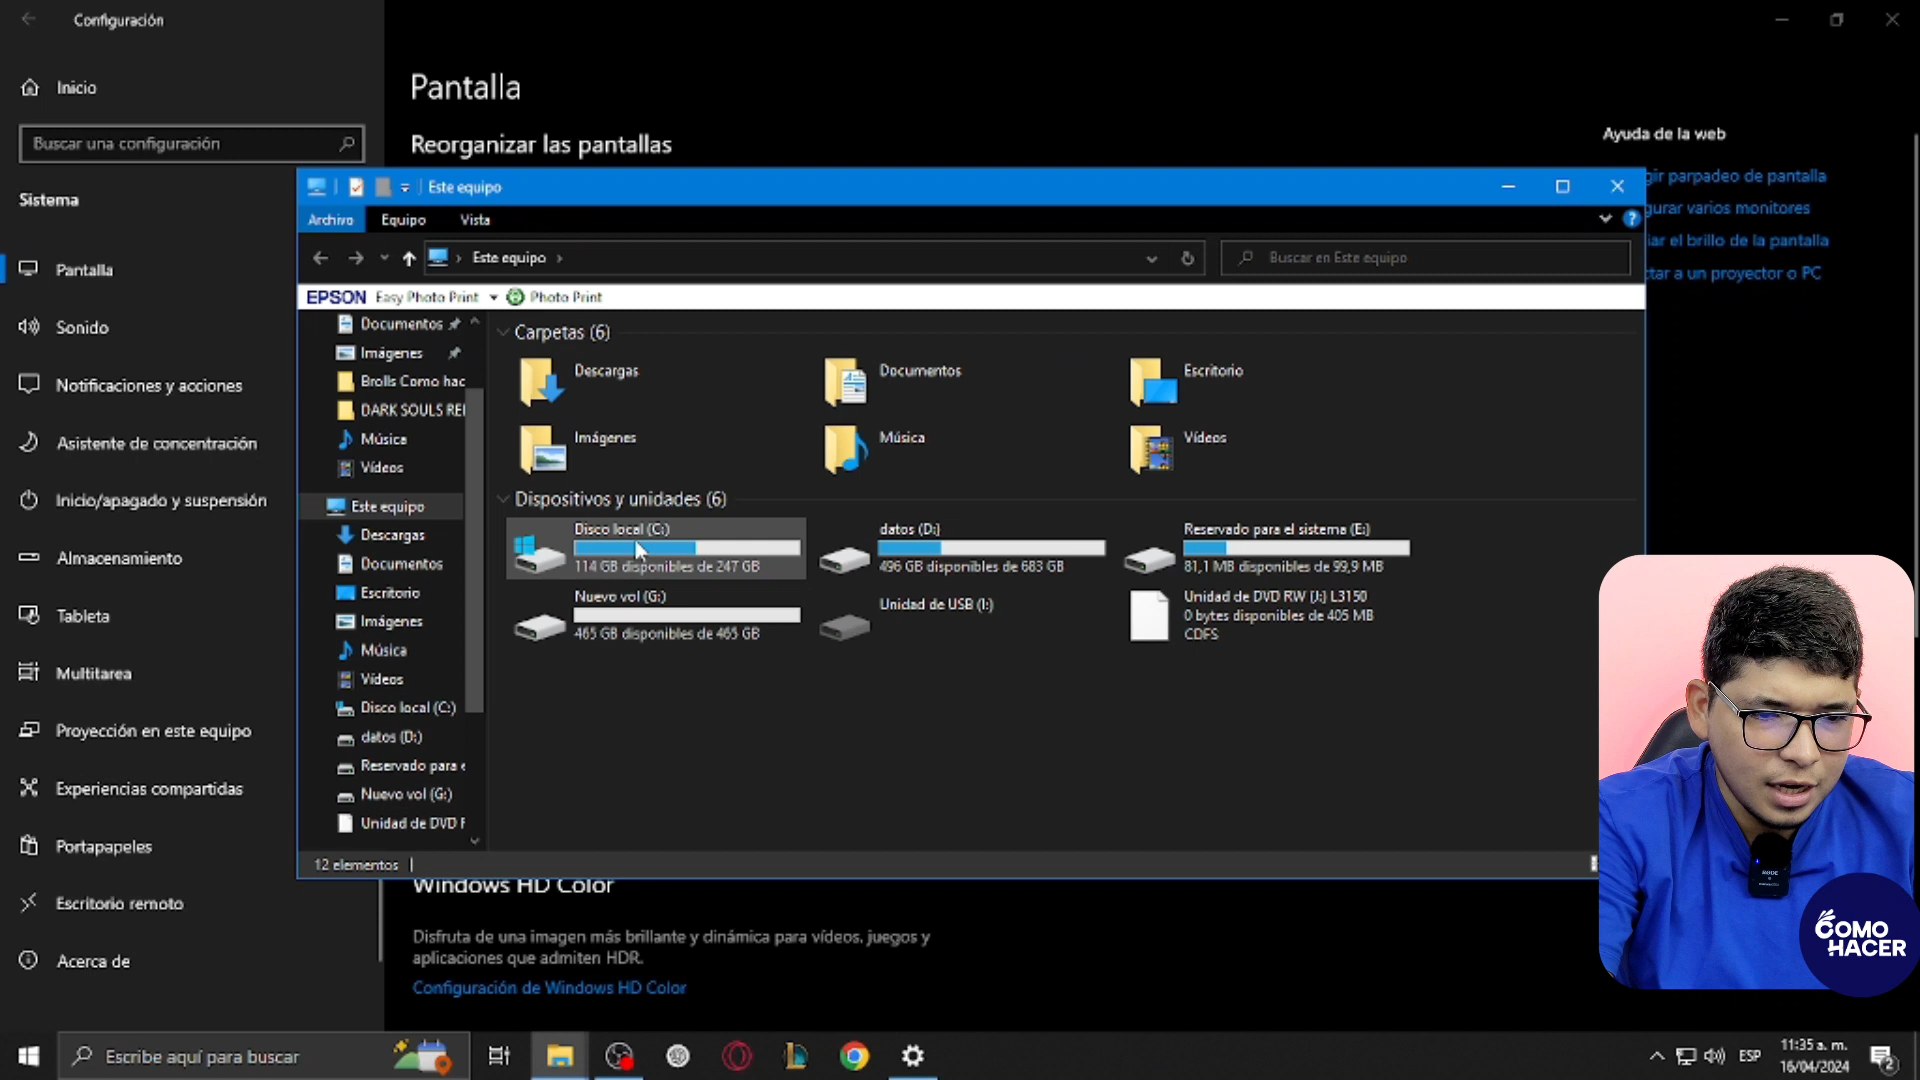 Configuración
Inicio
Buscar una configuración
Sistema
Pantalla
Sonido
Notificaciones y acciones
Asistente de concentración
Inicio/apagado y suspensión
Almacenamiento
Tableta
Multitarea
Proyección en este equipo
Experiencias compartidas
Portapapeles
Escritorio remoto
Acerca de
Pantalla
Reorganizar las pantallas
Ayuda de la web
gir parpadeo de pantalla
gurar varios monitores
iar el brillo de la pantalla
ctar a un proyector o PC
Este equipo
Archivo Equipo Vista
Este equipo
Buscar en Este equipo
EPSON Easy Photo Print Photo Print
Documentos
Imágenes
Brolls Como hac
DARK SOULS REI
Música
Vídeos
Este equipo
Descargas
Documentos
Escritorio
Imágenes
Música
Vídeos
Disco local (C:)
datos (D:)
Reservado para e
Nuevo vol (G:)
Unidad de DVD F
Carpetas (6)
Descargas
Documentos
Escritorio
Imágenes
Música
Vídeos
Dispositivos y unidades (6)
Disco local (C:)
114 GB disponibles de 247 GB
datos (D:)
496 GB disponibles de 683 GB
Reservado para el sistema (E:)
81,1 MB disponibles de 99,9 MB
Nuevo vol (G:)
465 GB disponibles de 465 GB
Unidad de USB (I:)
Unidad de DVD RW (J:) L3150
0 bytes disponibles de 405 MB
CDFS
12 elementos
Windows HD Color
Disfruta de una imagen más brillante y dinámica para vídeos, juegos y
aplicaciones que admiten HDR.
Configuración de Windows HD Color
COMO
HACER
Escribe aquí para buscar
ESP
11:35 a. m.
16/04/2024
2